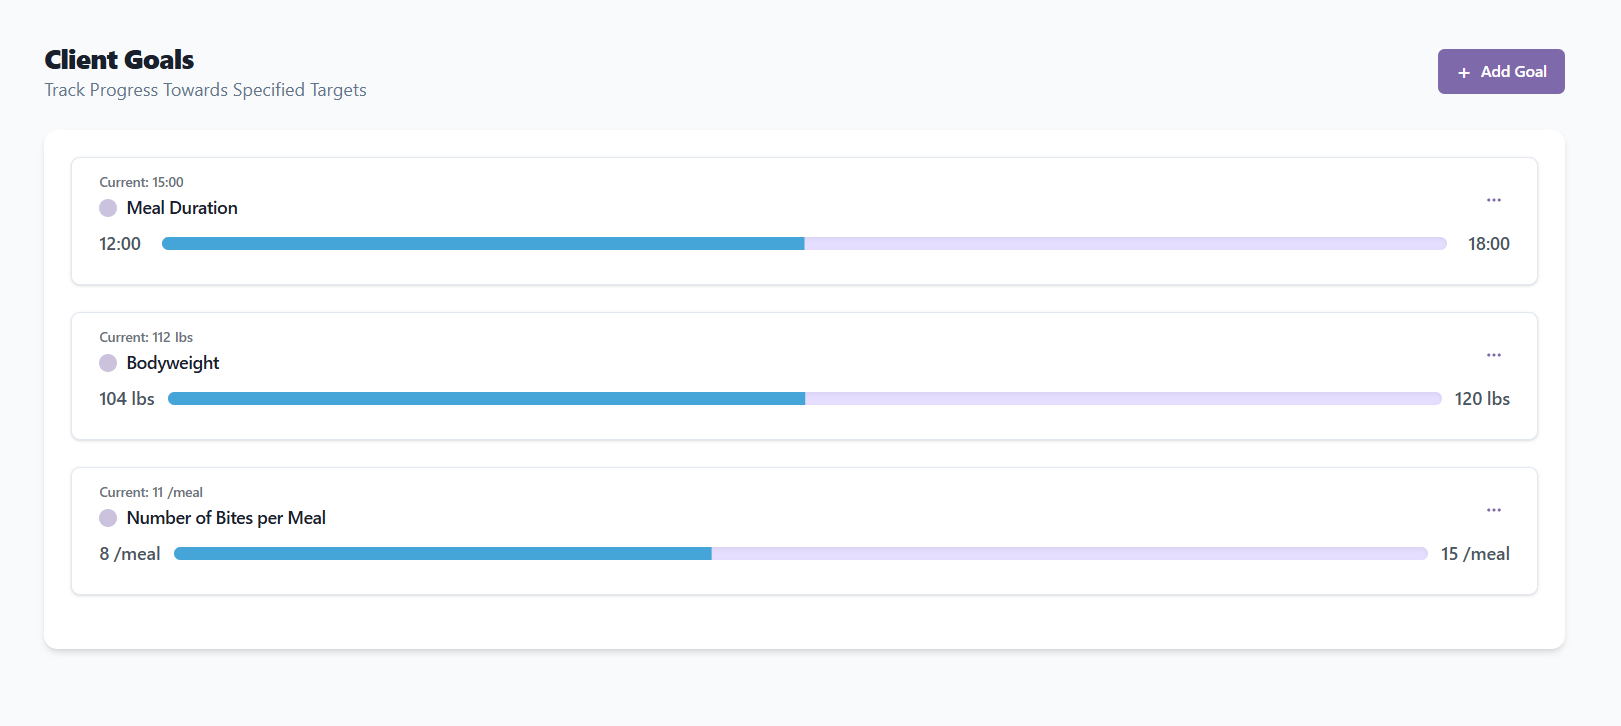 Client Goals
Track Progress Towards Specified Targets
+ Add Goal
Current: 15:00
Meal Duration
12:00
18:00
Current: 112 lbs
Bodyweight
104 lbs
120 lbs
Current: 11 /meal
Number of Bites per Meal
8 /meal
15 /meal